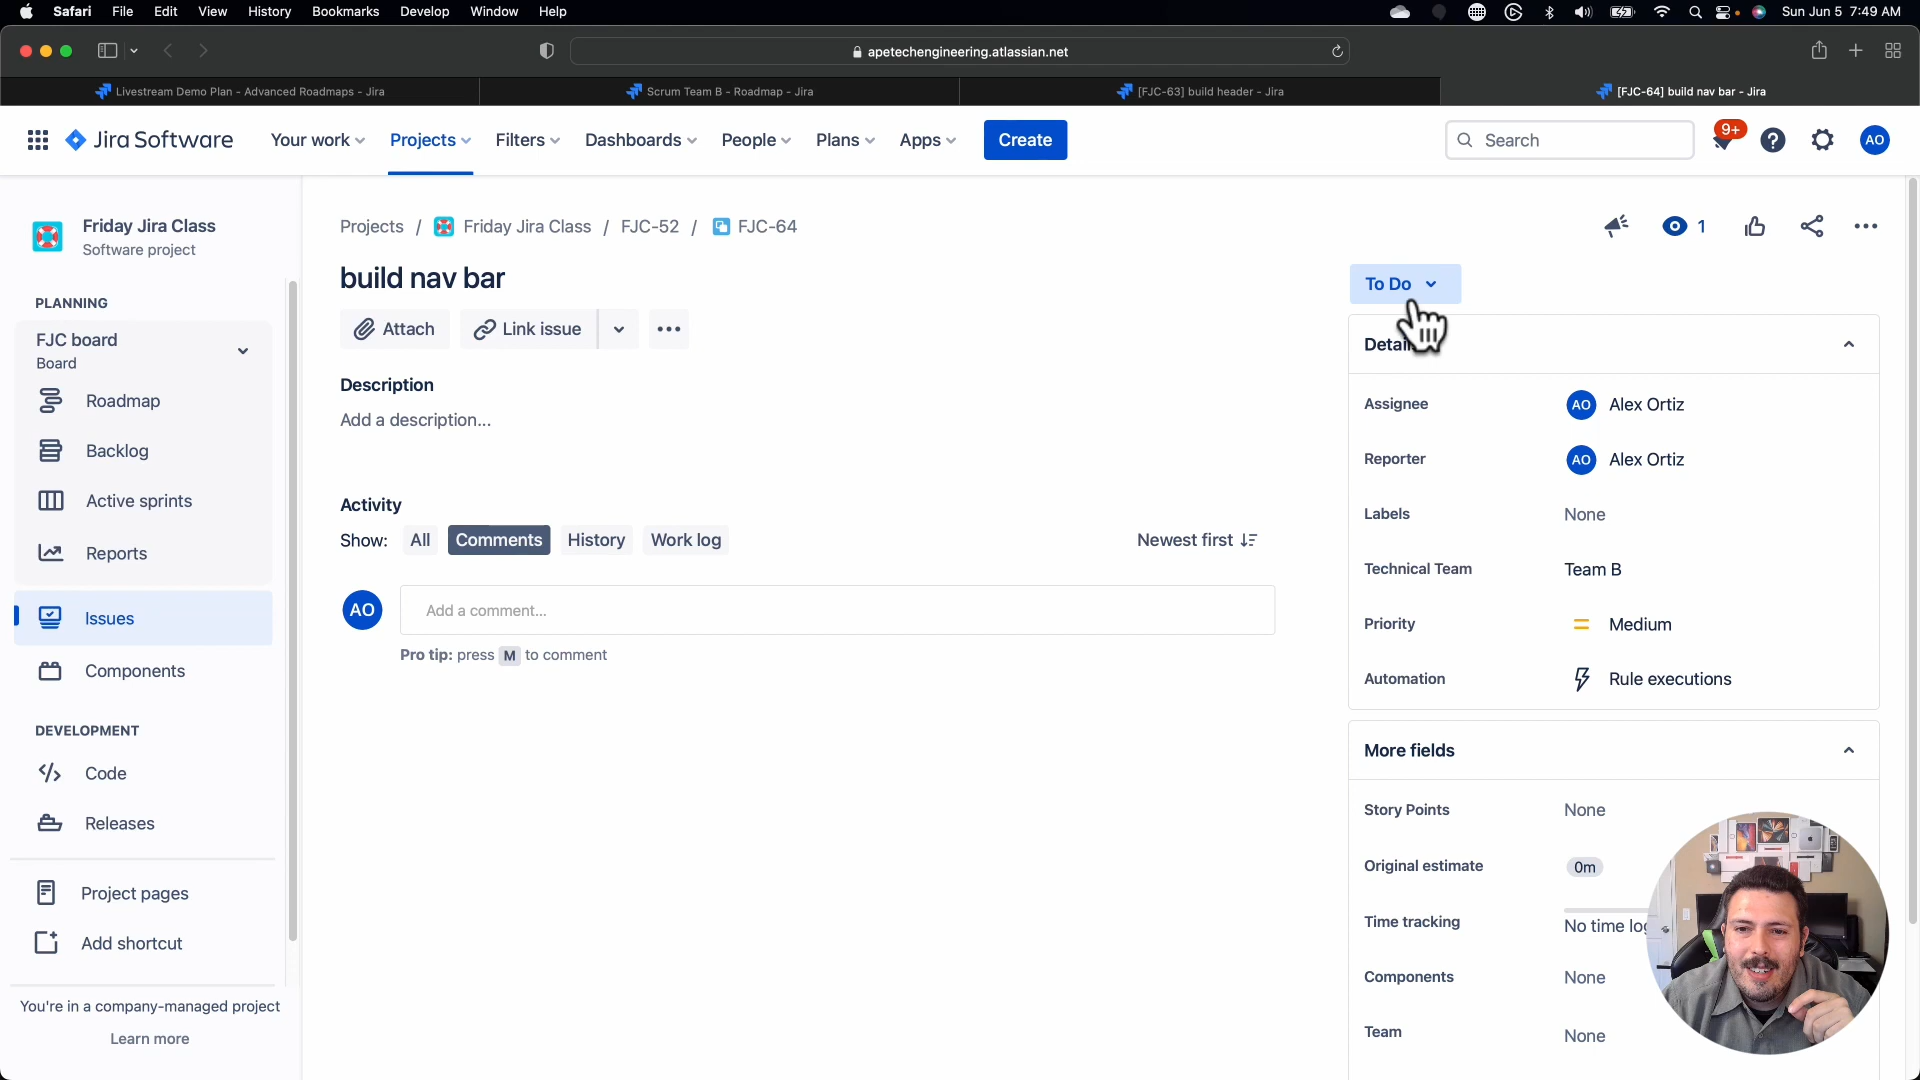 Safari File Edit View History Bookmarks Develop Window Help Sun Jun 5 7:49 AM
apetechengineering.atlassian.net
Livestream Demo Plan - Advanced Roadmaps - Jira
Scrum Team B - Roadmap - Jira
[FJC-63] build header - Jira
[FJC-64] build nav bar - Jira
Jira Software Your work Projects Filters Dashboards People Plans Apps Create Search 9+ AO
Friday Jira Class
Software project
PLANNING
FJC board
Board
Roadmap
Backlog
Active sprints
Reports
Issues
Components
DEVELOPMENT
Code
Releases
Project pages
Add shortcut
You're in a company-managed project
Learn more
Projects / Friday Jira Class / FJC-52 / FJC-64
1
build nav bar
Attach Link issue
Description
Add a description...
Activity
Show: All Comments History Work log Newest first
AO Add a comment...
Pro tip: press M to comment
To Do
Details
Assignee AO Alex Ortiz
Reporter AO Alex Ortiz
Labels None
Technical Team Team B
Priority Medium
Automation Rule executions
More fields
Story Points None
Original estimate 0m
Time tracking No time
Components None
Team None